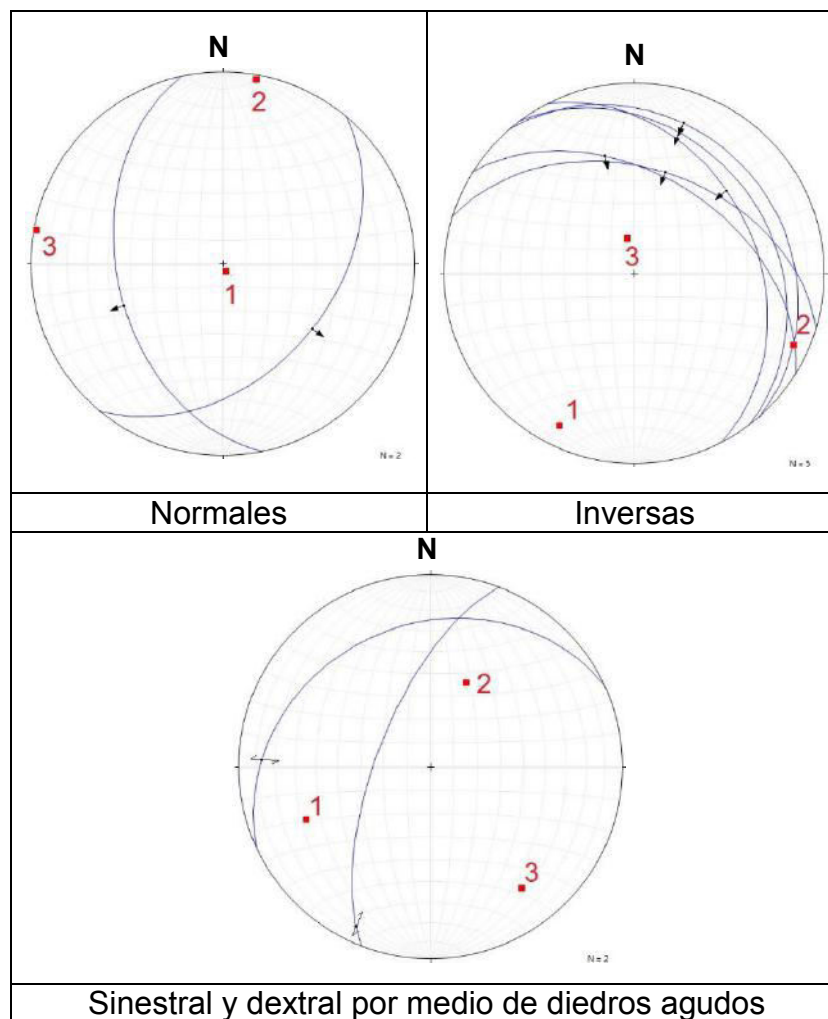 N
2
3
1
N = 2
Normales
N
3
2
1
N = 5
Inversas
N
2
1
3
N = 2
Sinestral y dextral por medio de diedros agudos